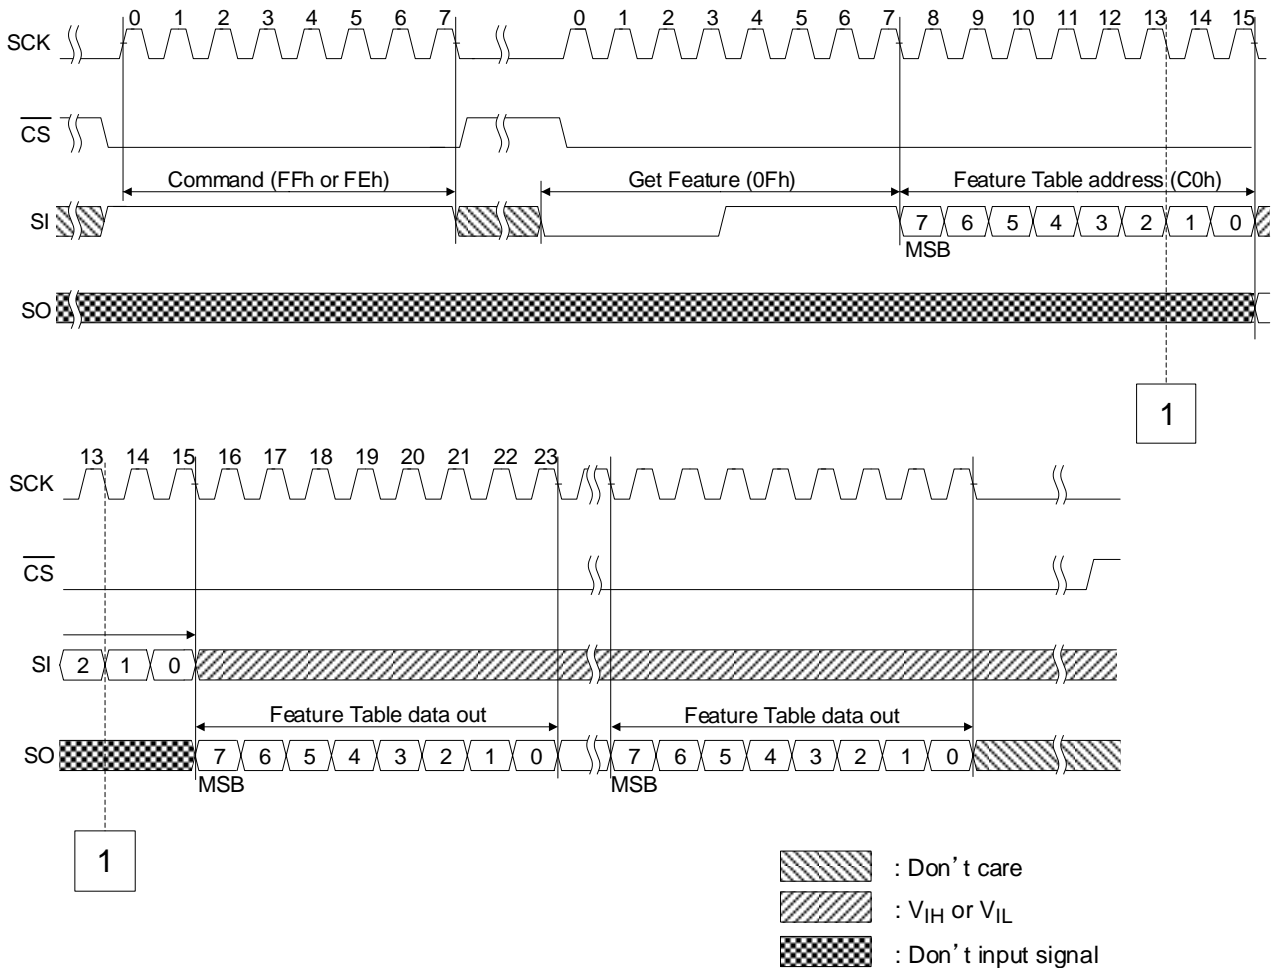 0 1 2 3 4 5 6 7 0 1 2 3 4 5 6 7 8 9 10 11 12 13 14 15
SCK
CS
Command (FFh or FEh) Get Feature (0Fh) Feature Table address (C0h)
SI 7 6 5 4 3 2 1 0
MSB
SO
1
13 14 15 16 17 18 19 20 21 22 23
SCK
CS
SI 2 1 0
Feature Table data out Feature Table data out
SO 7 6 5 4 3 2 1 0 7 6 5 4 3 2 1 0
MSB MSB
1
: Don't care
: VIH or VIL
: Don't input signal